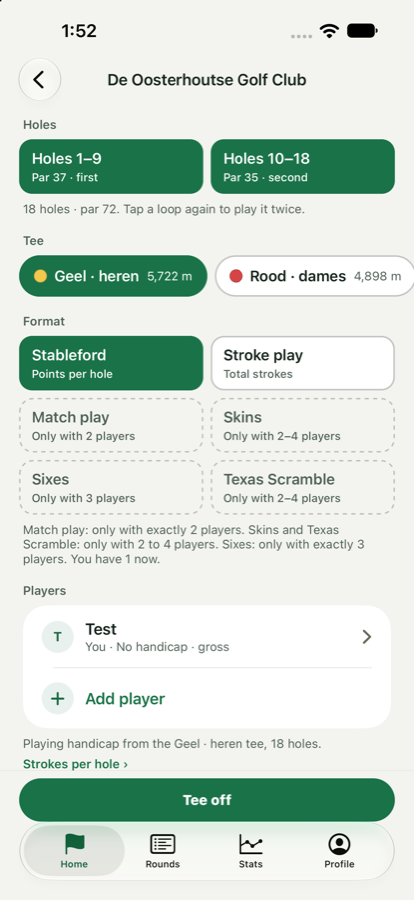 1:52
De Oosterhoutse Golf Club
Holes
Holes 1–9
Par 37 · first
Holes 10–18
Par 35 · second
18 holes · par 72. Tap a loop again to play it twice.
Tee
Geel · heren 5,722 m
Rood · dames 4,898 m
Format
Stableford
Points per hole
Stroke play
Total strokes
Match play
Only with 2 players
Skins
Only with 2–4 players
Sixes
Only with 3 players
Texas Scramble
Only with 2–4 players
Match play: only with exactly 2 players. Skins and Texas
Scramble: only with 2 to 4 players. Sixes: only with exactly 3
players. You have 1 now.
Players
T
Test
You · No handicap · gross
Add player
Playing handicap from the Geel · heren tee, 18 holes.
Strokes per hole ›
Tee off
Home
Rounds
Stats
Profile